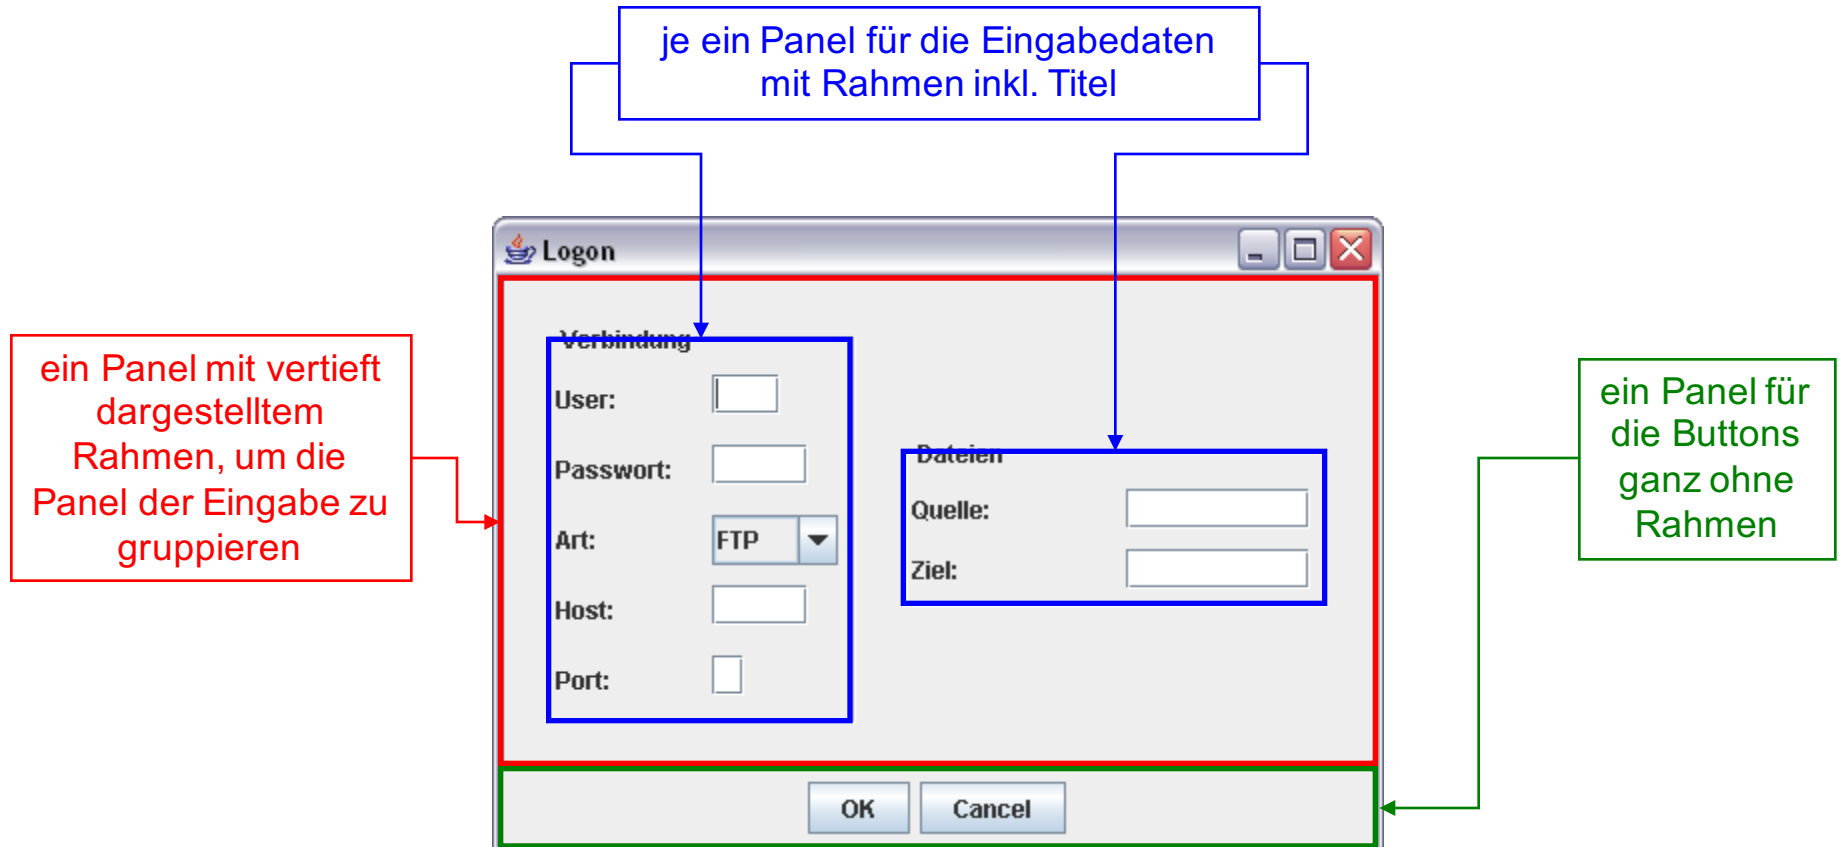 je ein Panel für die Eingabedaten
mit Rahmen inkl. Titel
Logon
ein Panel mit vertieft
dargestelltem
Rahmen, um die
Panel der Eingabe zu
gruppieren
Verbindung
User:
Passwort:
Art:
FTP
Host:
Port:
Dateien
Quelle:
Ziel:
ein Panel für
die Buttons
ganz ohne
Rahmen
OK
Cancel